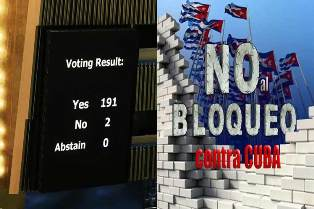 Voting Result:
Yes 191
No 2
Abstain 0
NO al
BLOQUEO
contra CUBA